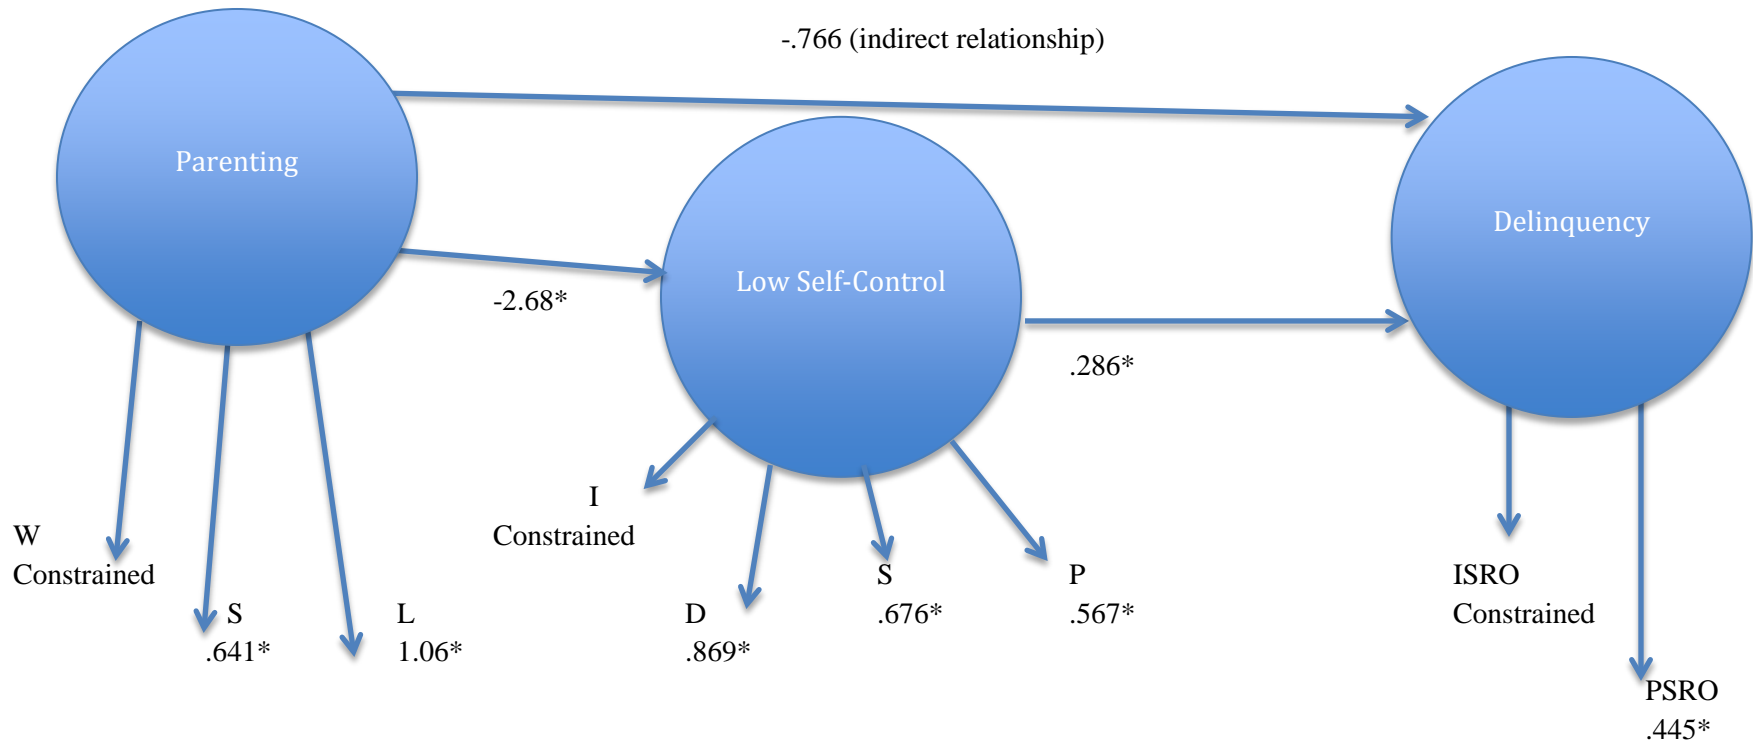 -.766 (indirect relationship)
Parenting
Delinquency
Low Self-Control
-2.68*
.286*
W
Constrained
S
.641*
L
1.06*
I
Constrained
D
.869*
S
.676*
P
.567*
ISRO
Constrained
PSRO
.445*